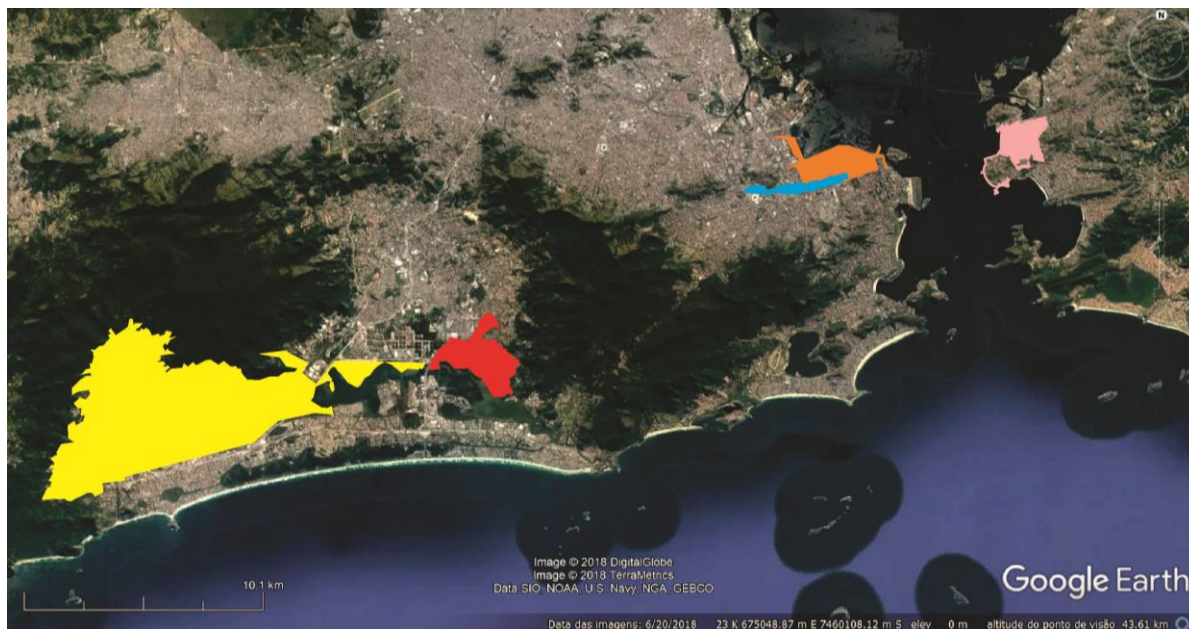 N
10.1 km
Image © 2018 DigitalGlobe
Image © 2018 TerraMetrics
Data SIO, NOAA, U.S. Navy, NGA, GEBCO
Google Earth
Data das imagens: 6/20/2018 23 K 675048.87 m E 7460108.12 m S elev 0 m altitude do ponto de visão 43.61 km